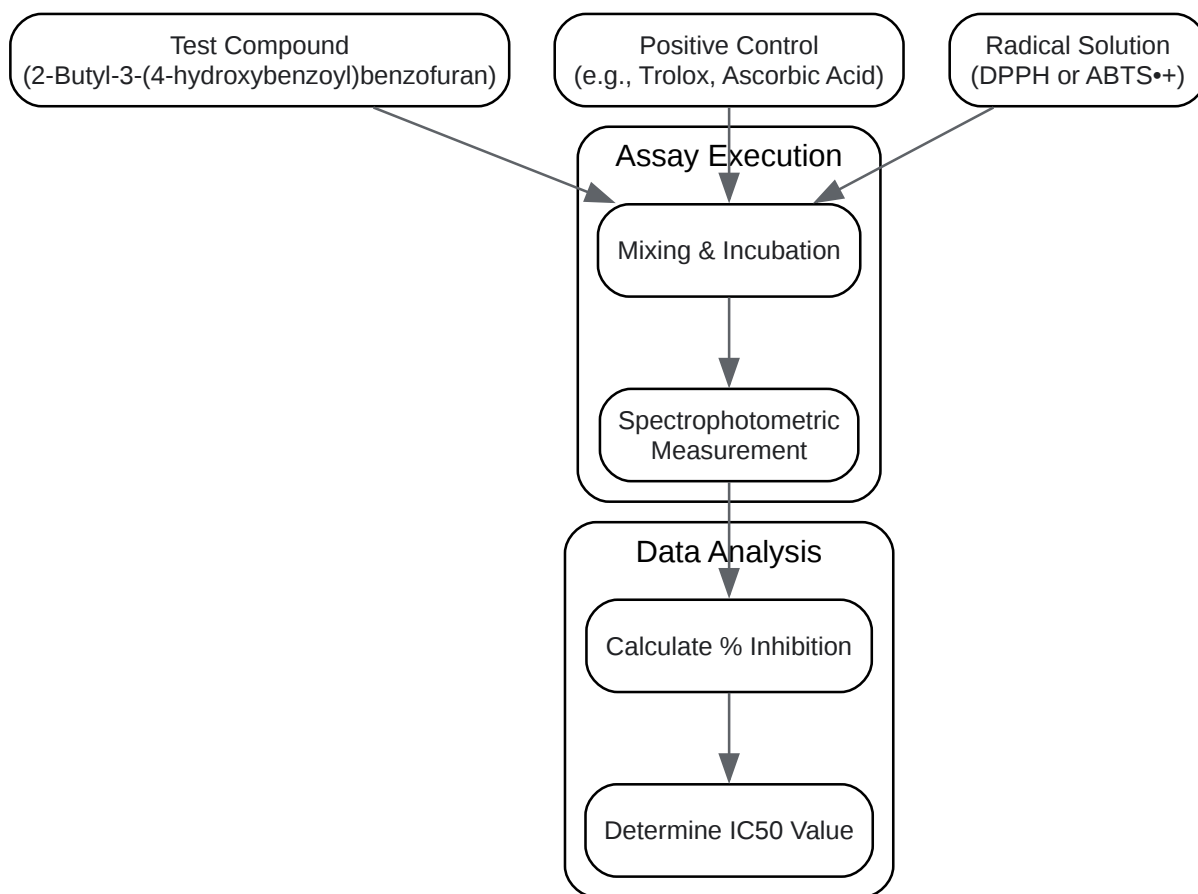 Test Compound
(2-Butyl-3-(4-hydroxybenzoyl)benzofuran)
Positive Control
(e.g., Trolox, Ascorbic Acid)
Radical Solution
(DPPH or ABTS•+)
Assay Execution
Mixing & Incubation
Spectrophotometric
Measurement
Data Analysis
Calculate % Inhibition
Determine IC50 Value